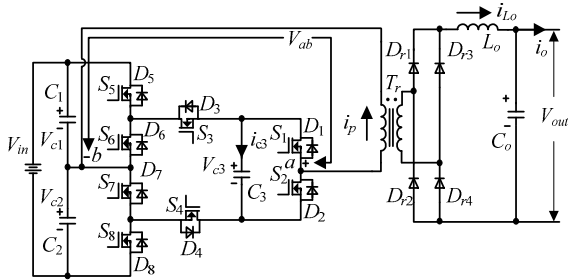 V_ab
i_Lo
L_o
i_o
D_r1
D_r3
S_5
D_5
D_3
T_r
C_1
S_3
S_1
D_1
V_in
V_c1
S_6
D_6
i_c3
i_p
C_o
V_out
b
D_7
a
V_c3
C_3
S_2
V_c2
S_7
S_4
D_2
D_r2
D_r4
C_2
S_8
D_4
D_8